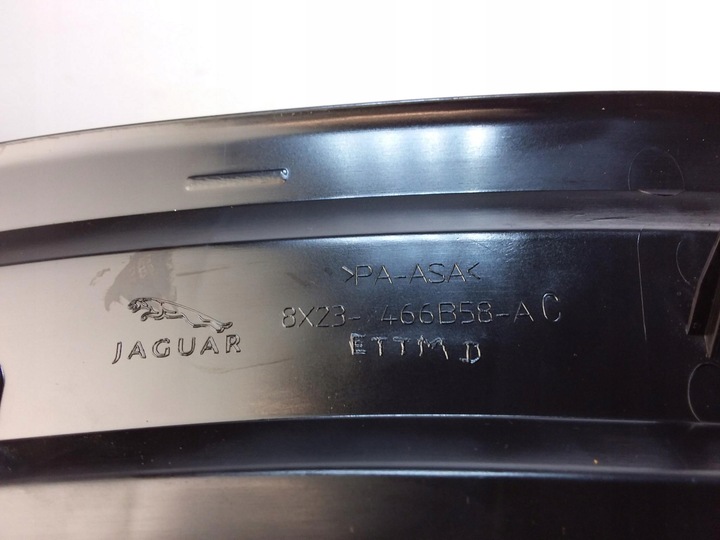 >PA-ASA<
8X23- 466B58-AC
JAGUAR
ETTM D